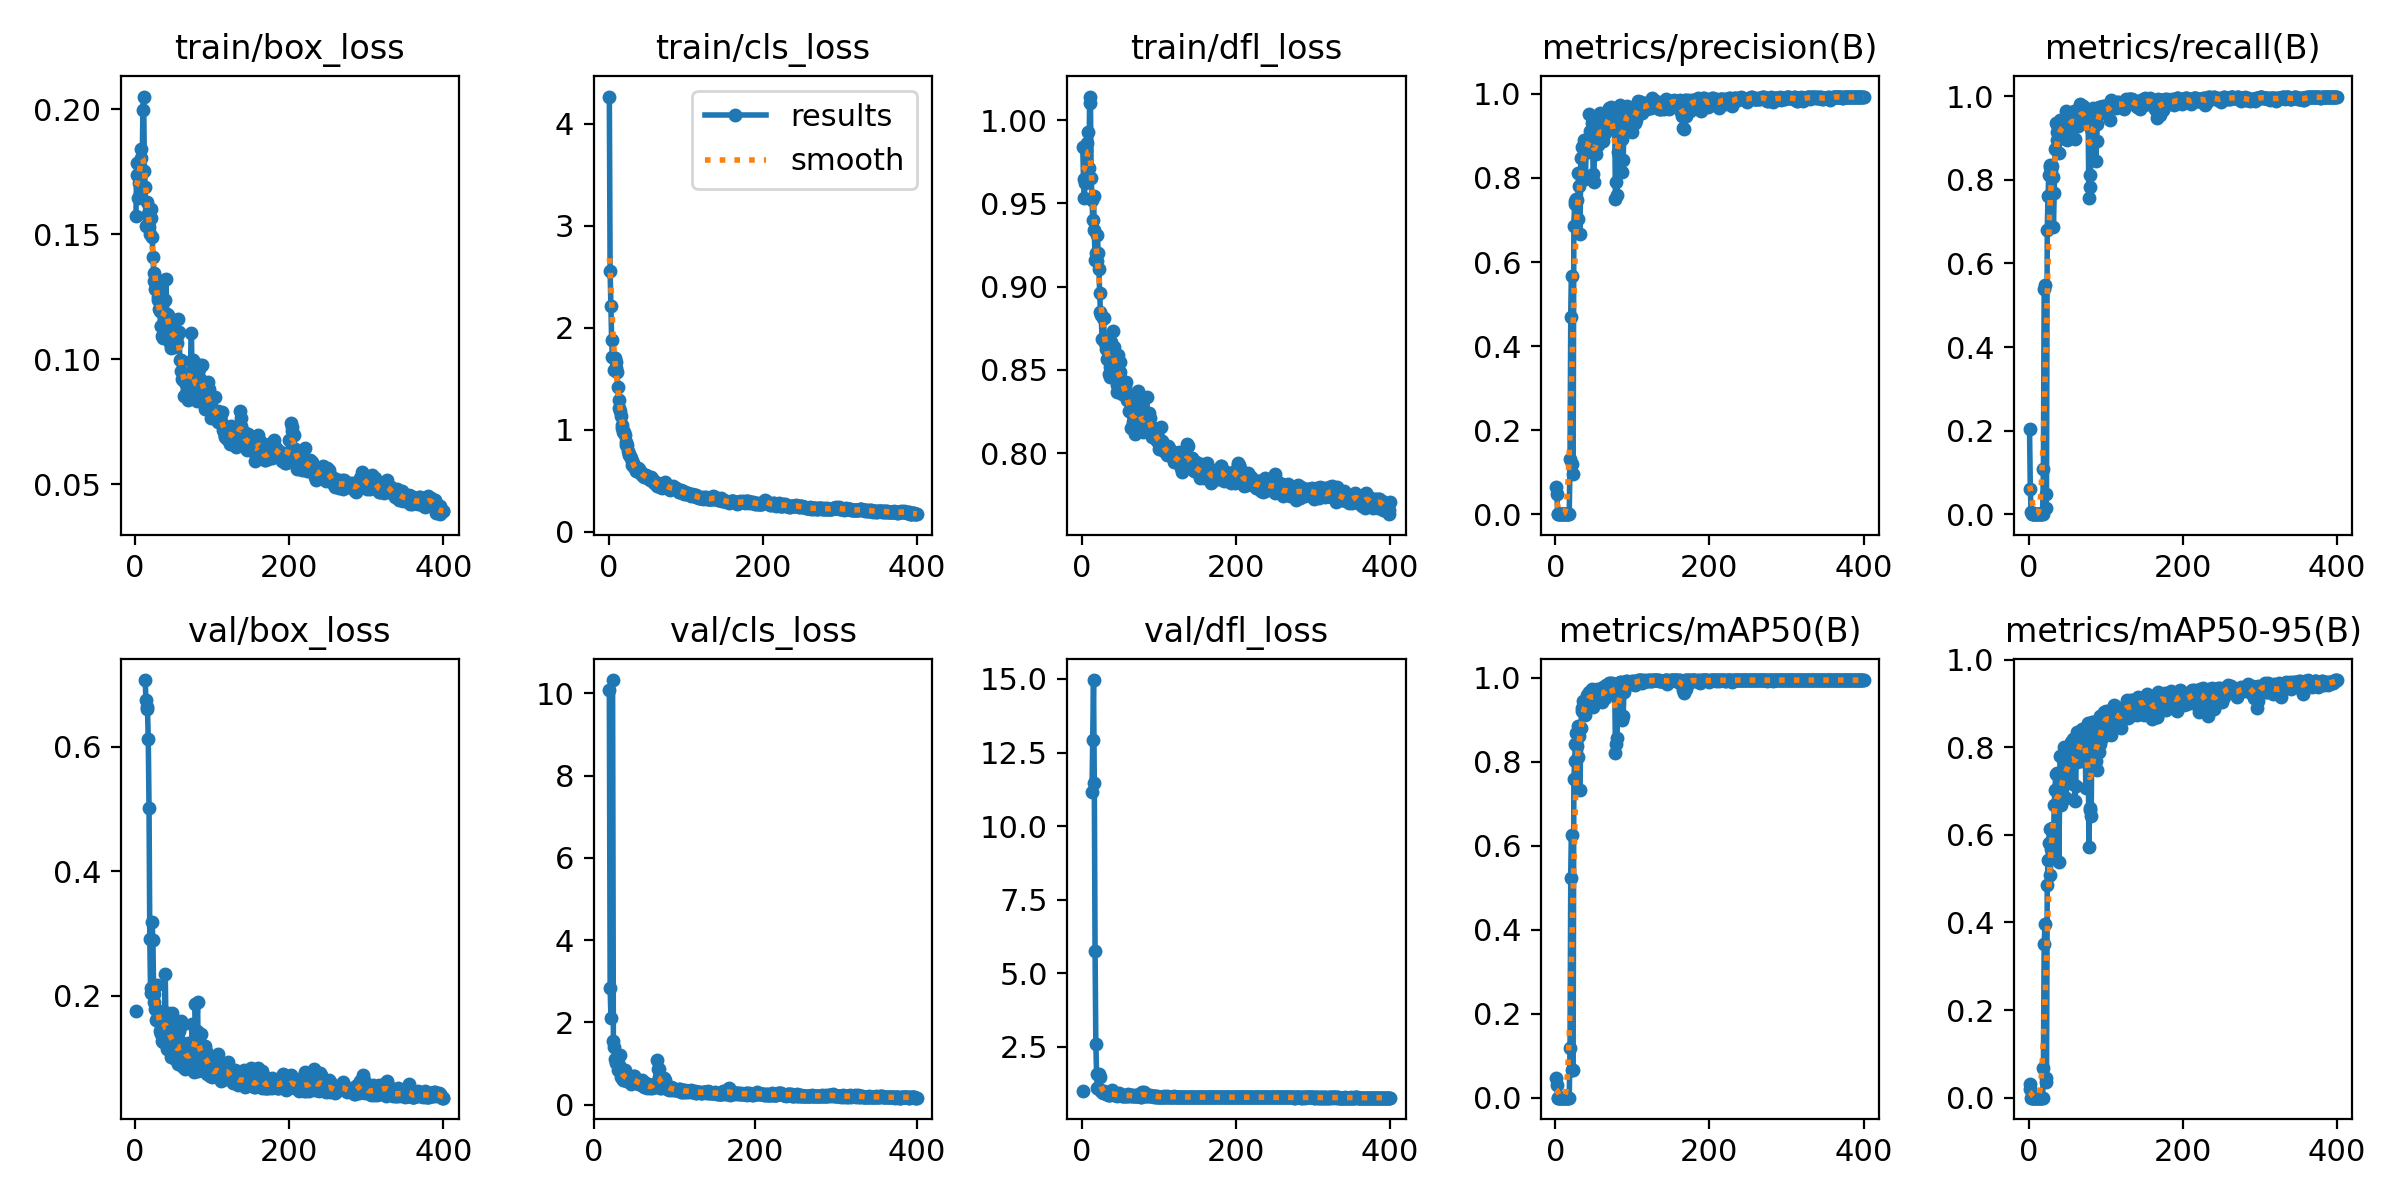 train/box_loss
0.20
0.15
0.10
0.05
0 200 400
train/cls_loss
results
smooth
4
3
2
1
0
0 200 400
train/dfl_loss
1.00
0.95
0.90
0.85
0.80
0 200 400
metrics/precision(B)
1.0
0.8
0.6
0.4
0.2
0.0
0 200 400
metrics/recall(B)
1.0
0.8
0.6
0.4
0.2
0.0
0 200 400
val/box_loss
0.6
0.4
0.2
0 200 400
val/cls_loss
10
8
6
4
2
0
0 200 400
val/dfl_loss
15.0
12.5
10.0
7.5
5.0
2.5
0 200 400
metrics/mAP50(B)
1.0
0.8
0.6
0.4
0.2
0.0
0 200 400
metrics/mAP50-95(B)
1.0
0.8
0.6
0.4
0.2
0.0
0 200 400